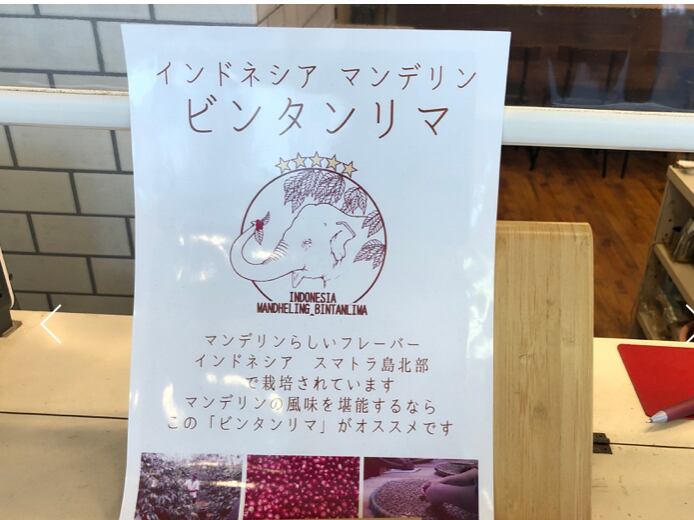 インドネシア マンデリン
ビンタンリマ
INDONESIA
MANDHELING_BINTANLIMA
マンデリンらしいフレーバー
インドネシア スマトラ島北部
で栽培されています
マンデリンの風味を堪能するなら
この「ビンタンリマ」がオススメです